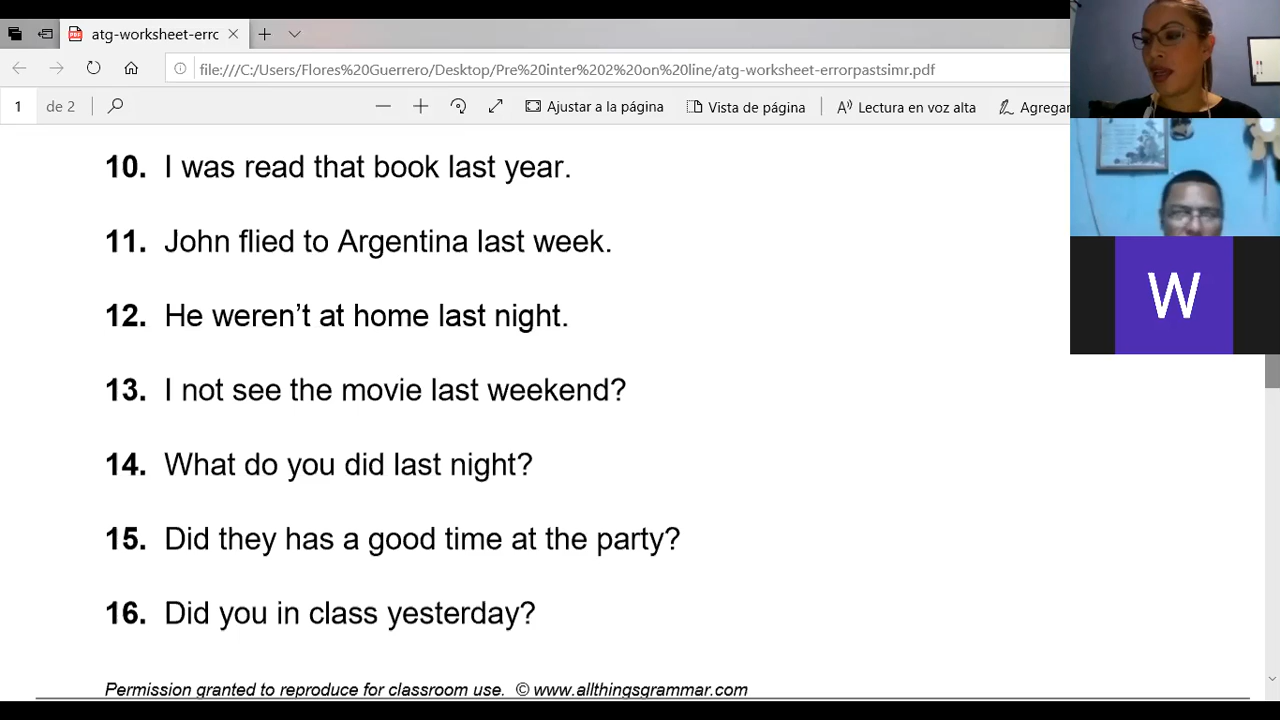 atg-worksheet-errc
file:///C:/Users/Flores%20Guerrero/Desktop/Pre%20inter%202%20on%20line/atg-worksheet-errorpastsimr.pdf
1 de 2 Ajustar a la página Vista de página Lectura en voz alta Agregar
10. I was read that book last year.
11. John flied to Argentina last week.
12. He weren’t at home last night.
13. I not see the movie last weekend?
14. What do you did last night?
15. Did they has a good time at the party?
16. Did you in class yesterday?
Permission granted to reproduce for classroom use. © www.allthingsgrammar.com
W